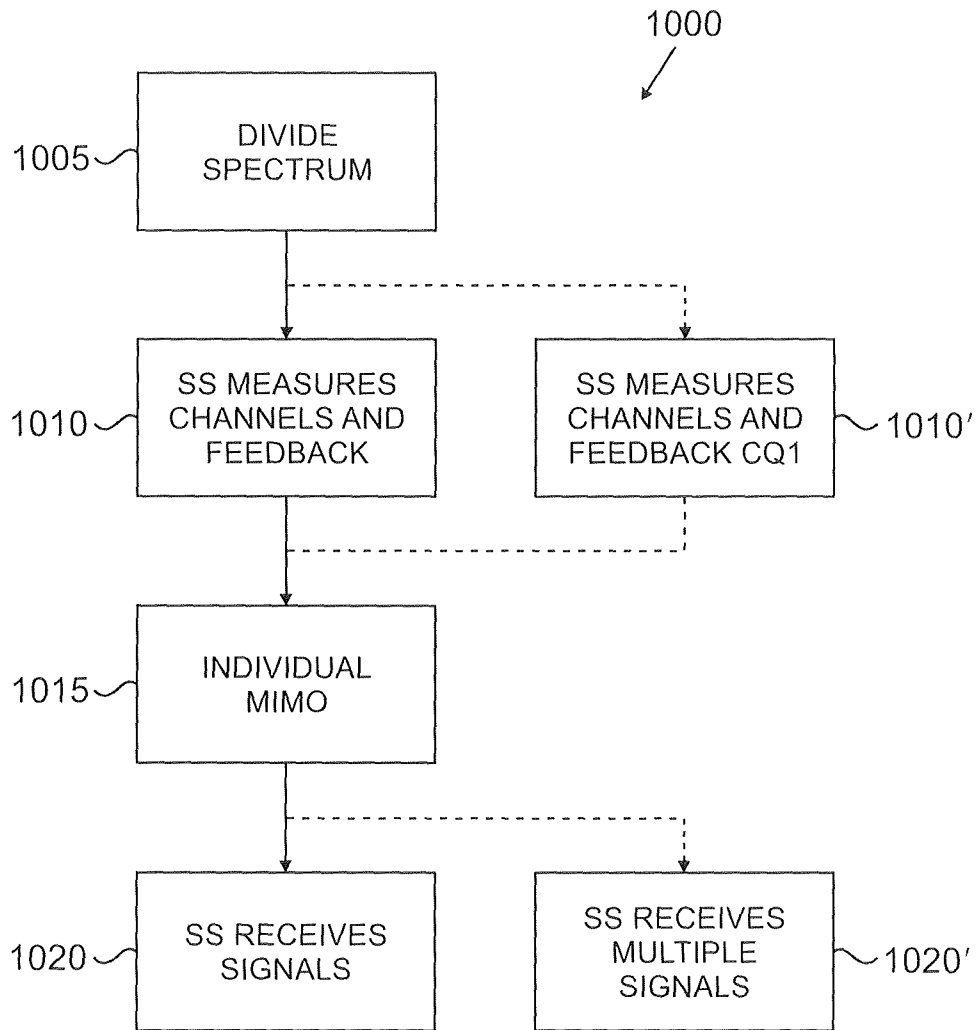 1000
1005
DIVIDE
SPECTRUM
1010
SS MEASURES
CHANNELS AND
FEEDBACK
SS MEASURES
CHANNELS AND
FEEDBACK CQ1
1010′
1015
INDIVIDUAL
MIMO
1020
SS RECEIVES
SIGNALS
SS RECEIVES
MULTIPLE
SIGNALS
1020′